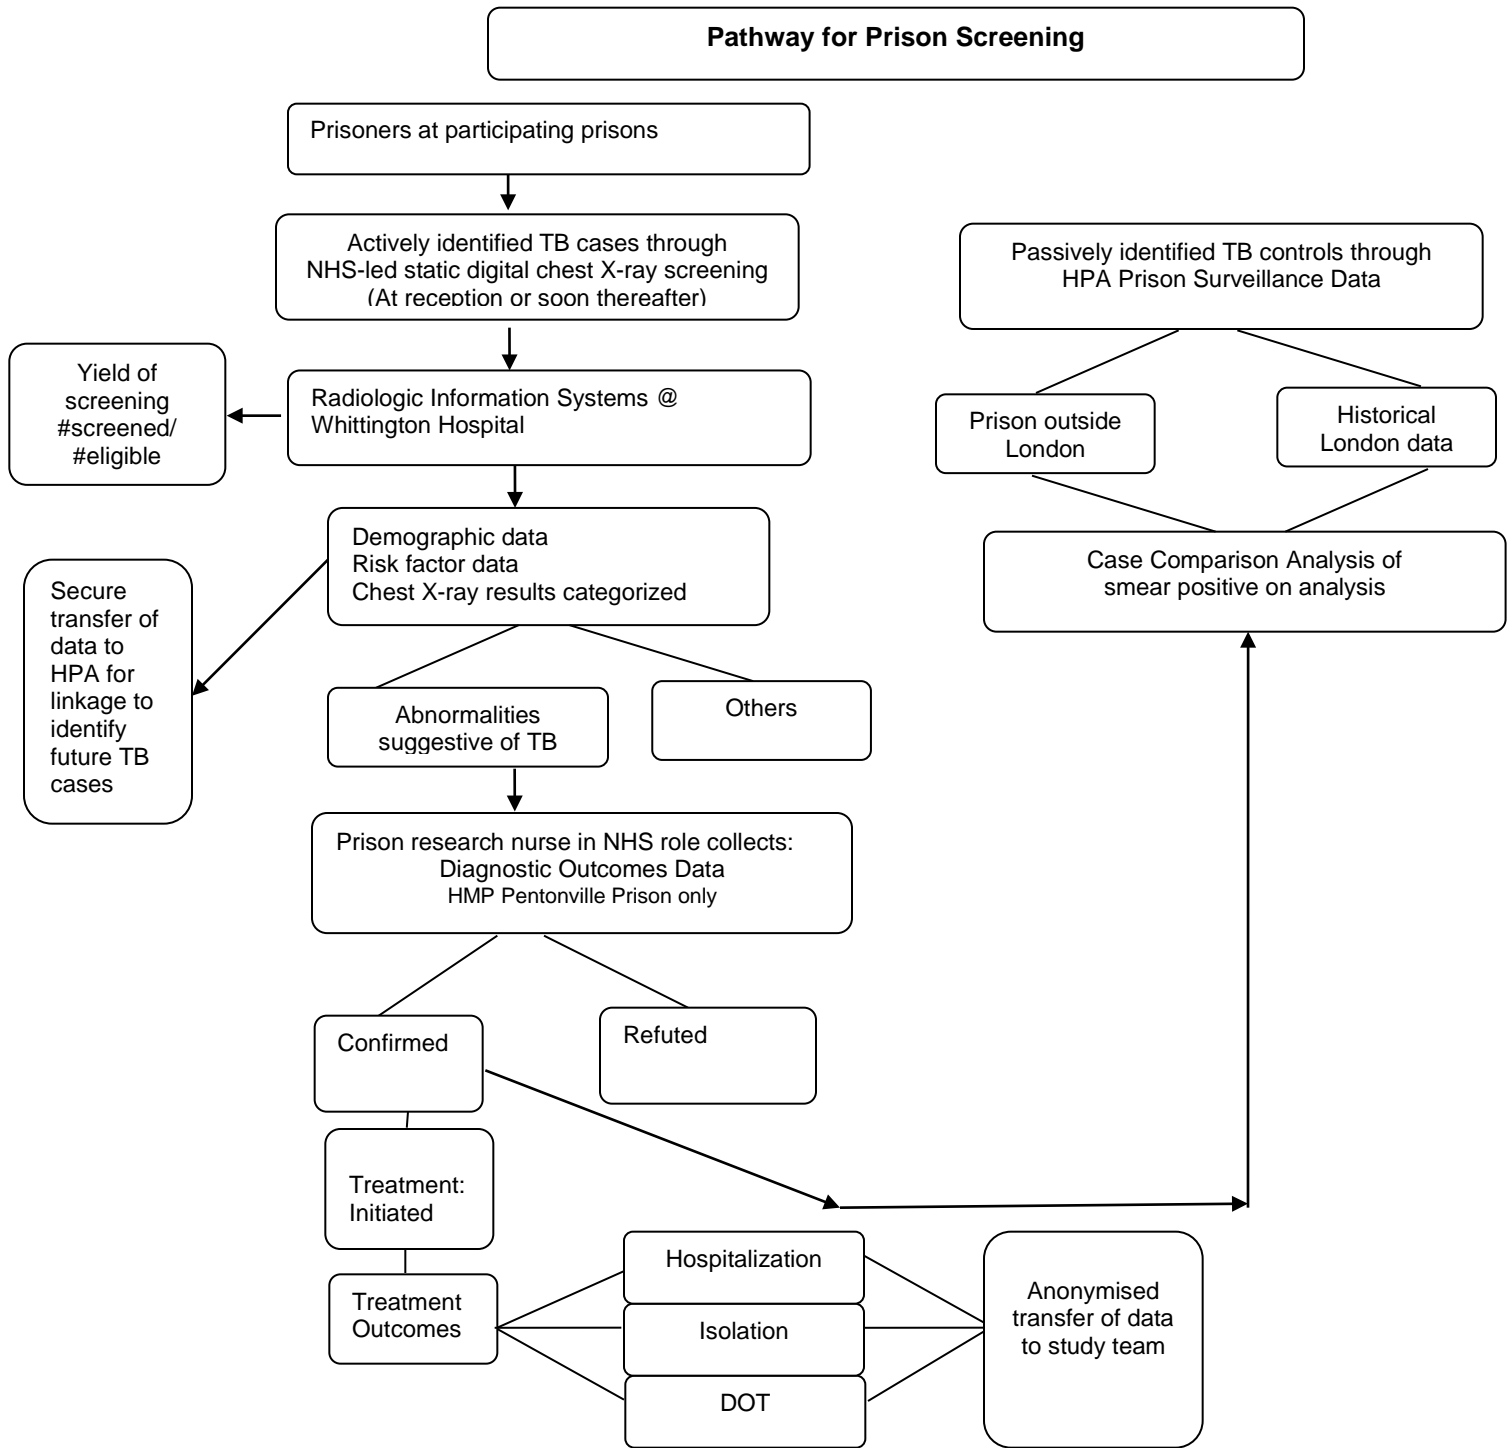 Pathway for Prison Screening
Prisoners at participating prisons
Actively identified TB cases through
NHS-led static digital chest X-ray screening
(At reception or soon thereafter)
Passively identified TB controls through
HPA Prison Surveillance Data
Yield of
screening
#screened/
#eligible
Radiologic Information Systems @
Whittington Hospital
Prison outside
London
Historical
London data
Demographic data
Risk factor data
Chest X-ray results categorized
Case Comparison Analysis of
smear positive on analysis
Secure
transfer of
data to
HPA for
linkage to
identify
future TB
cases
Abnormalities
suggestive of TB
Others
Prison research nurse in NHS role collects:
Diagnostic Outcomes Data
HMP Pentonville Prison only
Confirmed
Refuted
Treatment:
Initiated
Treatment
Outcomes
Hospitalization
Isolation
DOT
Anonymised
transfer of data
to study team